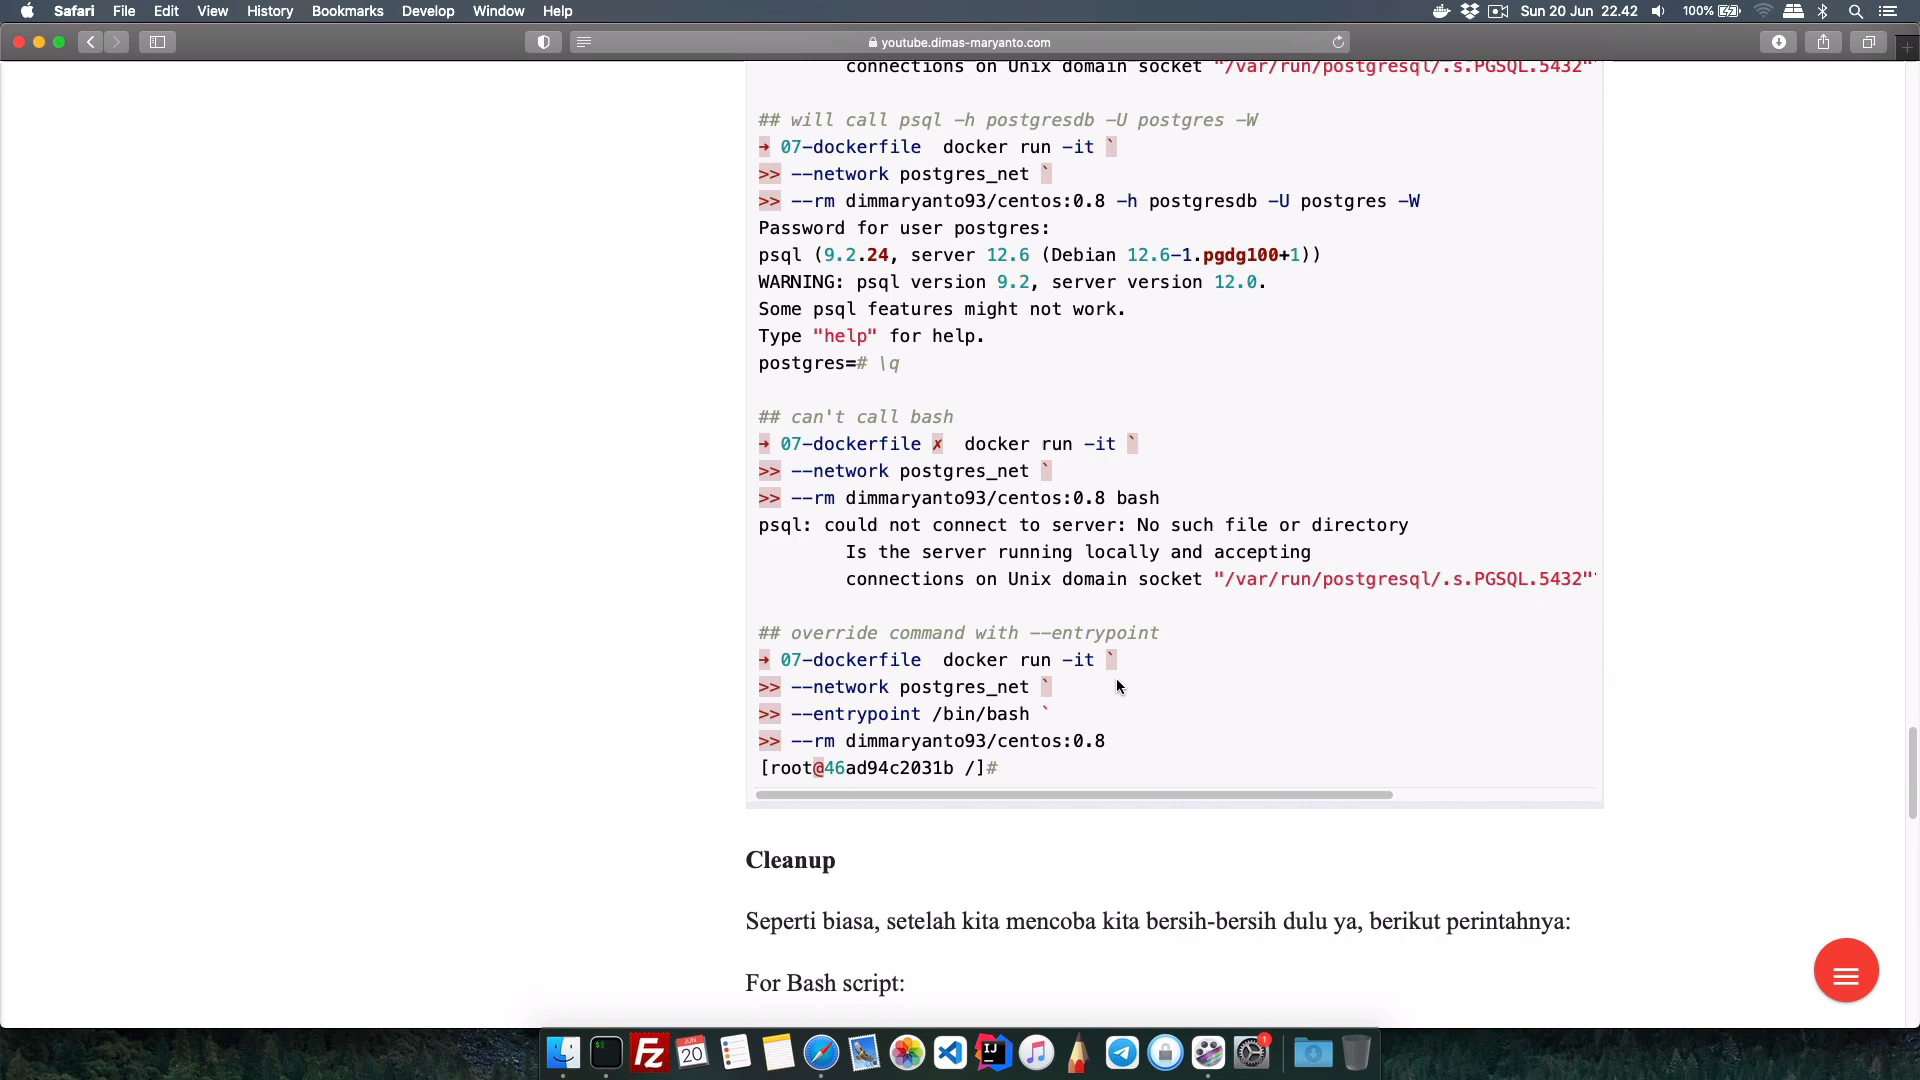 Safari File Edit View History Bookmarks Develop Window Help
Sun 20 Jun 22.42 100%
youtube.dimas-maryanto.com
connections on Unix domain socket "/var/run/postgresql/.s.PGSQL.5432"
## will call psql -h postgresdb -U postgres -W
→ 07-dockerfile docker run -it `
>> --network postgres_net `
>> --rm dimmaryanto93/centos:0.8 -h postgresdb -U postgres -W
Password for user postgres:
psql (9.2.24, server 12.6 (Debian 12.6-1.pgdg100+1))
WARNING: psql version 9.2, server version 12.0.
Some psql features might not work.
Type "help" for help.
postgres=# \q
## can't call bash
→ 07-dockerfile ✗ docker run -it `
>> --network postgres_net `
>> --rm dimmaryanto93/centos:0.8 bash
psql: could not connect to server: No such file or directory
Is the server running locally and accepting
connections on Unix domain socket "/var/run/postgresql/.s.PGSQL.5432"
## override command with --entrypoint
→ 07-dockerfile docker run -it `
>> --network postgres_net `
>> --entrypoint /bin/bash `
>> --rm dimmaryanto93/centos:0.8
[root@46ad94c2031b /]#
Cleanup
Seperti biasa, setelah kita mencoba kita bersih-bersih dulu ya, berikut perintahnya:
For Bash script:
FZ
JUN
20
IJ
1